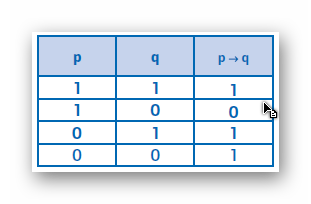 p q p → q
1 1 1
1 0 0
0 1 1
0 0 1